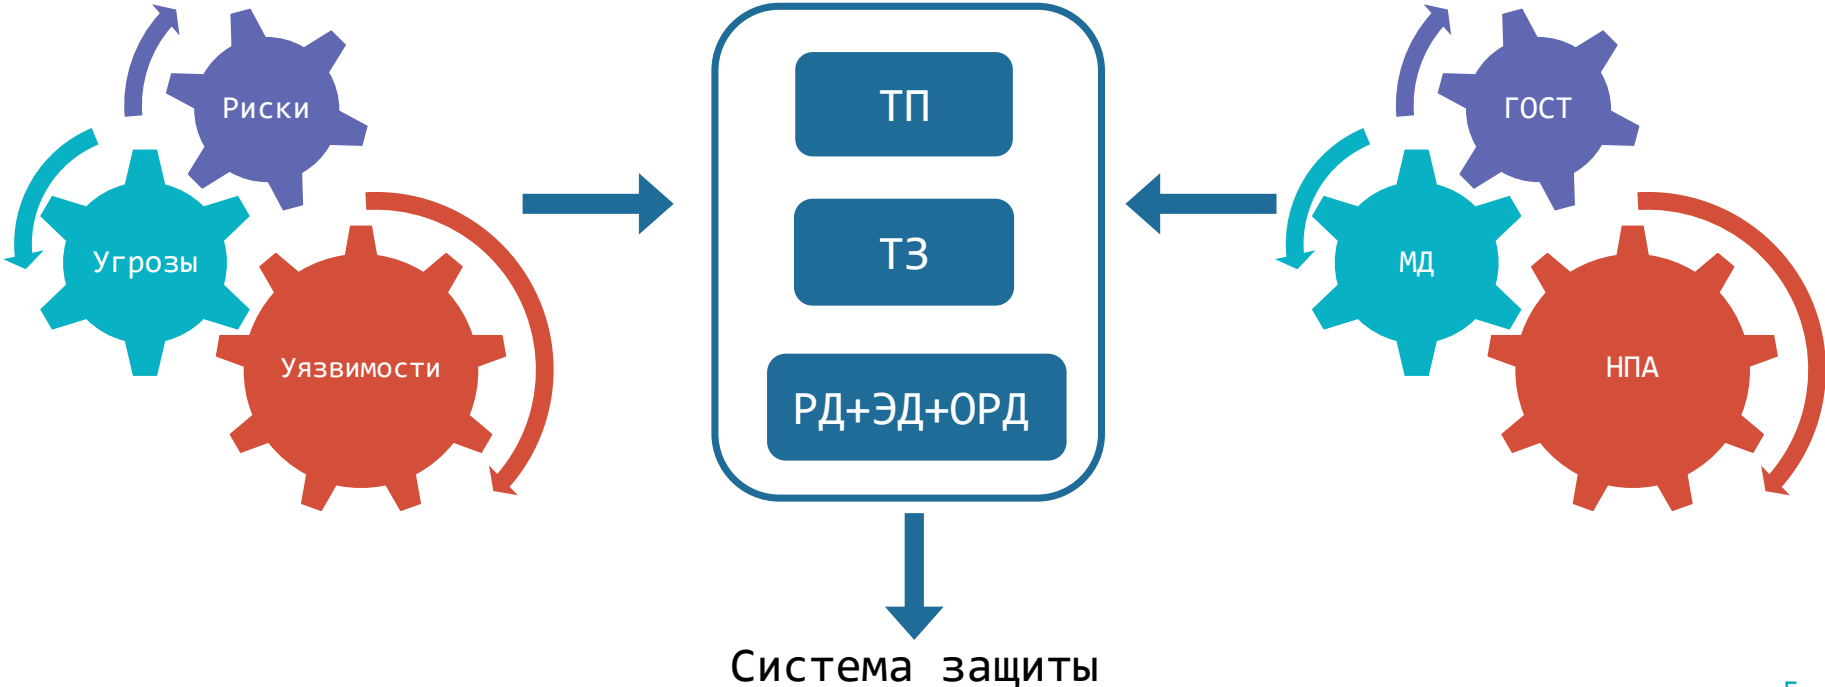 Риски
Угрозы
Уязвимости
ТП
ТЗ
РД+ЭД+ОРД
ГОСТ
МД
НПА
Система защиты